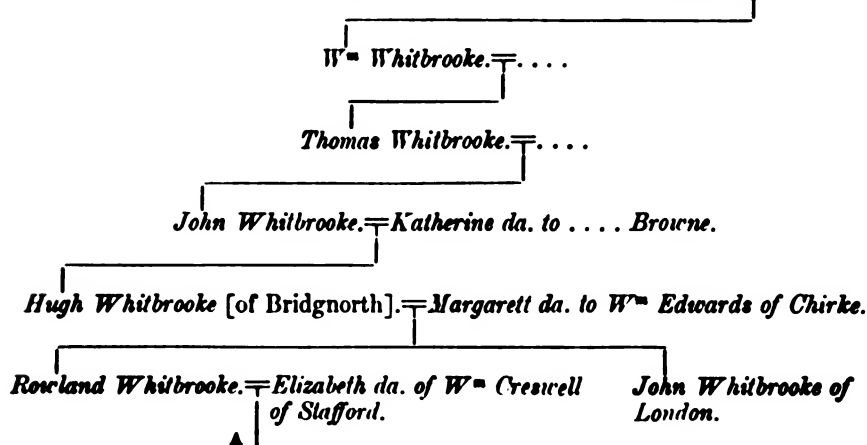 Wm Whitbrooke.=....
Thomas Whitbrooke.=....
John Whitbrooke.=Katherine da. to .... Browne.
Hugh Whitbrooke [of Bridgnorth].=Margarett da. to Wm Edwards of Chirke.
Rowland Whitbrooke.=Elizabeth da. of Wm Creswell
of Stafford.
John Whitbrooke of
London.
A